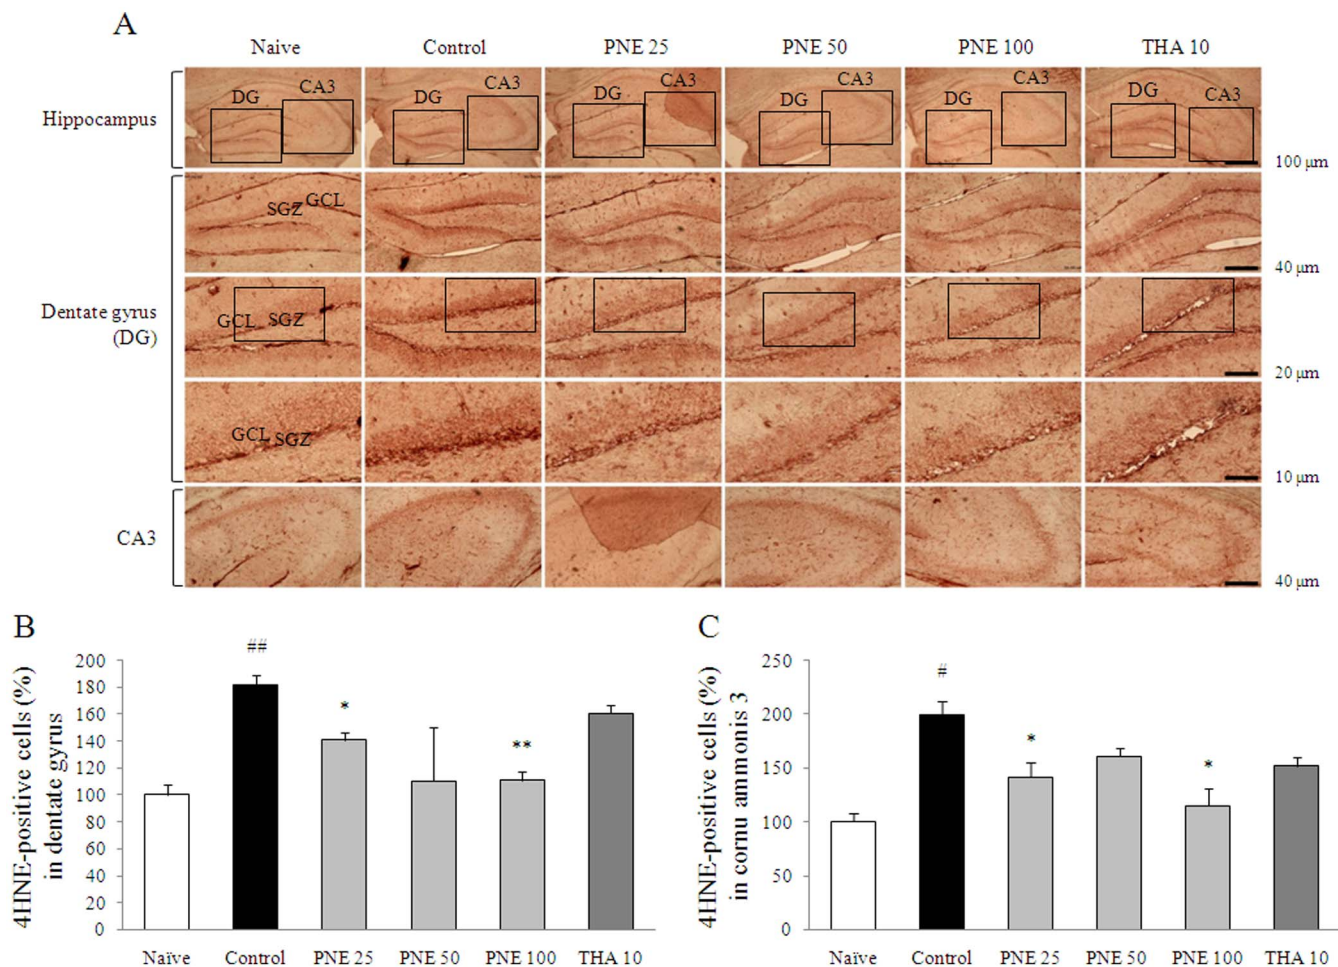 A
Naive Control PNE 25 PNE 50 PNE 100 THA 10
Hippocampus
DG CA3 DG CA3 DG CA3 DG CA3 DG CA3 DG CA3
100 μm
SGZ GCL
40 μm
Dentate gyrus
(DG)
GCL SGZ
20 μm
GCL SGZ
10 μm
CA3
40 μm
B
4HNE-positive cells (%)
in dentate gyrus
200
180
160
140
120
100
80
60
40
20
0
##
*
**
Naïve Control PNE 25 PNE 50 PNE 100 THA 10
C
4HNE-positive cells (%)
in cornu ammonis 3
250
200
150
100
50
0
#
*
*
Naïve Control PNE 25 PNE 50 PNE 100 THA 10